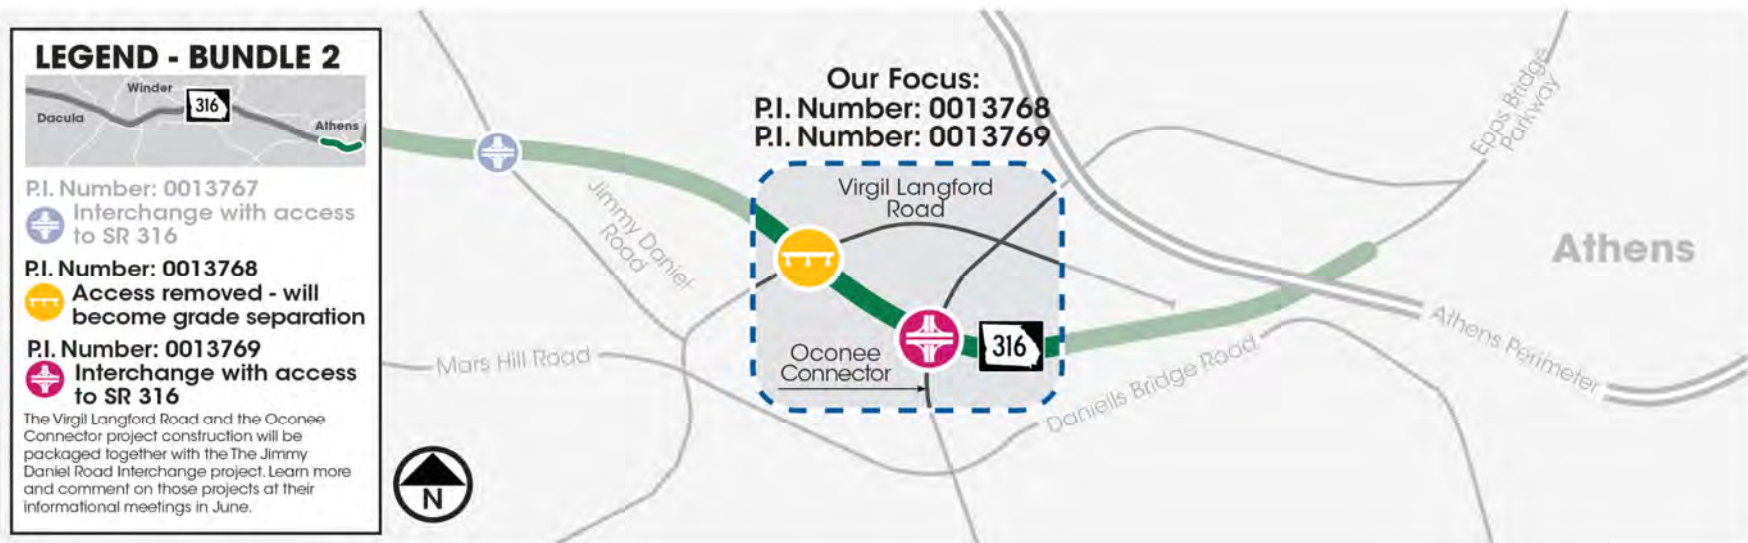 LEGEND - BUNDLE 2
Winder
316
Dacula
Athens
P.I. Number: 0013767
Interchange with access
to SR 316
P.I. Number: 0013768
Access removed - will
become grade separation
P.I. Number: 0013769
Interchange with access
to SR 316
The Virgil Langford Road and the Oconee
Connector project construction will be
packaged together with the The Jimmy
Daniel Road Interchange project. Learn more
and comment on those projects at their
informational meetings in June.
N
Our Focus:
P.I. Number: 0013768
P.I. Number: 0013769
Virgil Langford
Road
Jimmy Daniel
Road
Mars Hill Road
Oconee
Connector
316
Daniells Bridge Road
Epps Bridge
Parkway
Athens
Athens Perimeter